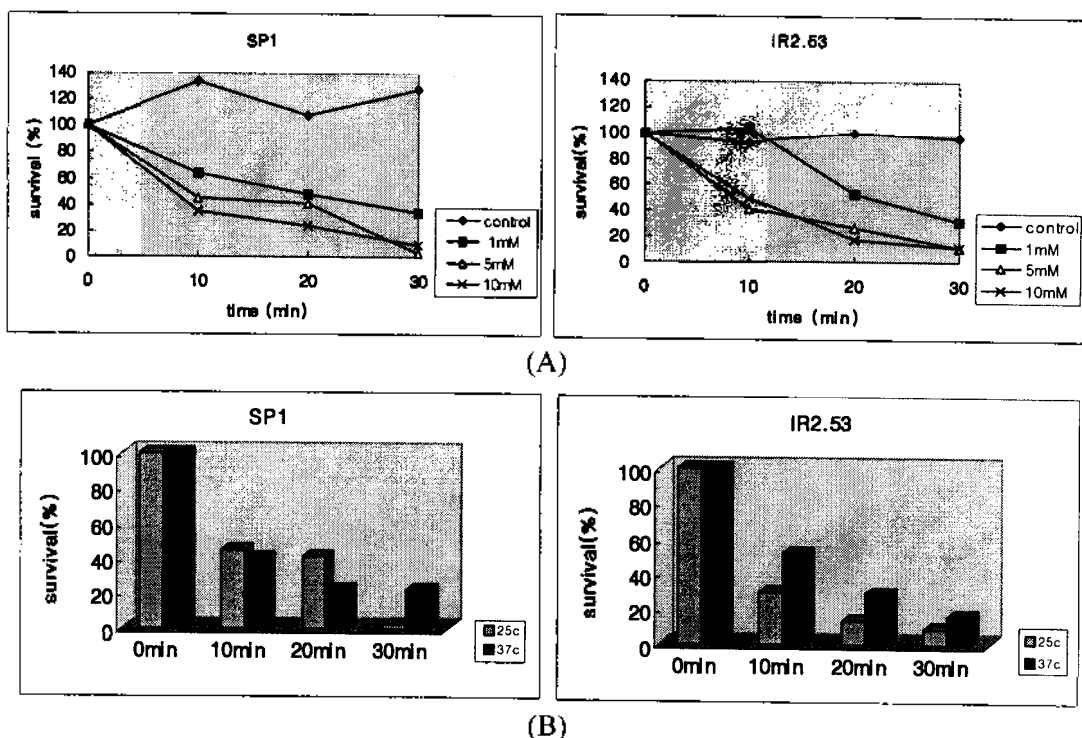 SP1
140
120
100
80
60
40
20
0
survival (%)
0 10 20 30
time (min)
control
1mM
5mM
10mM
IR2.53
140
120
100
80
60
40
20
0
survival(%)
0 10 20 30
time (min)
control
1mM
5mM
10mM
(A)
SP1
100
80
60
40
20
0
survival(%)
0min 10min 20min 30min
25c
37c
IR2.53
100
80
60
40
20
0
survival(%)
0min 10min 20min 30min
25c
37c
(B)